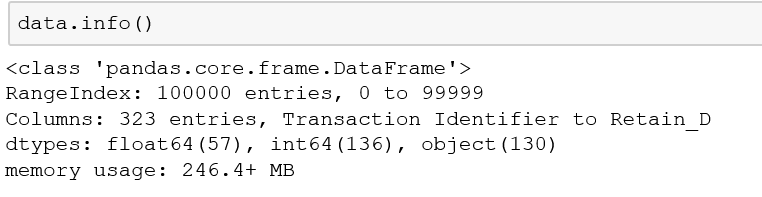 data.info()
<class 'pandas.core.frame.DataFrame'>
RangeIndex: 100000 entries, 0 to 99999
Columns: 323 entries, Transaction Identifier to Retain_D
dtypes: float64(57), int64(136), object(130)
memory usage: 246.4+ MB